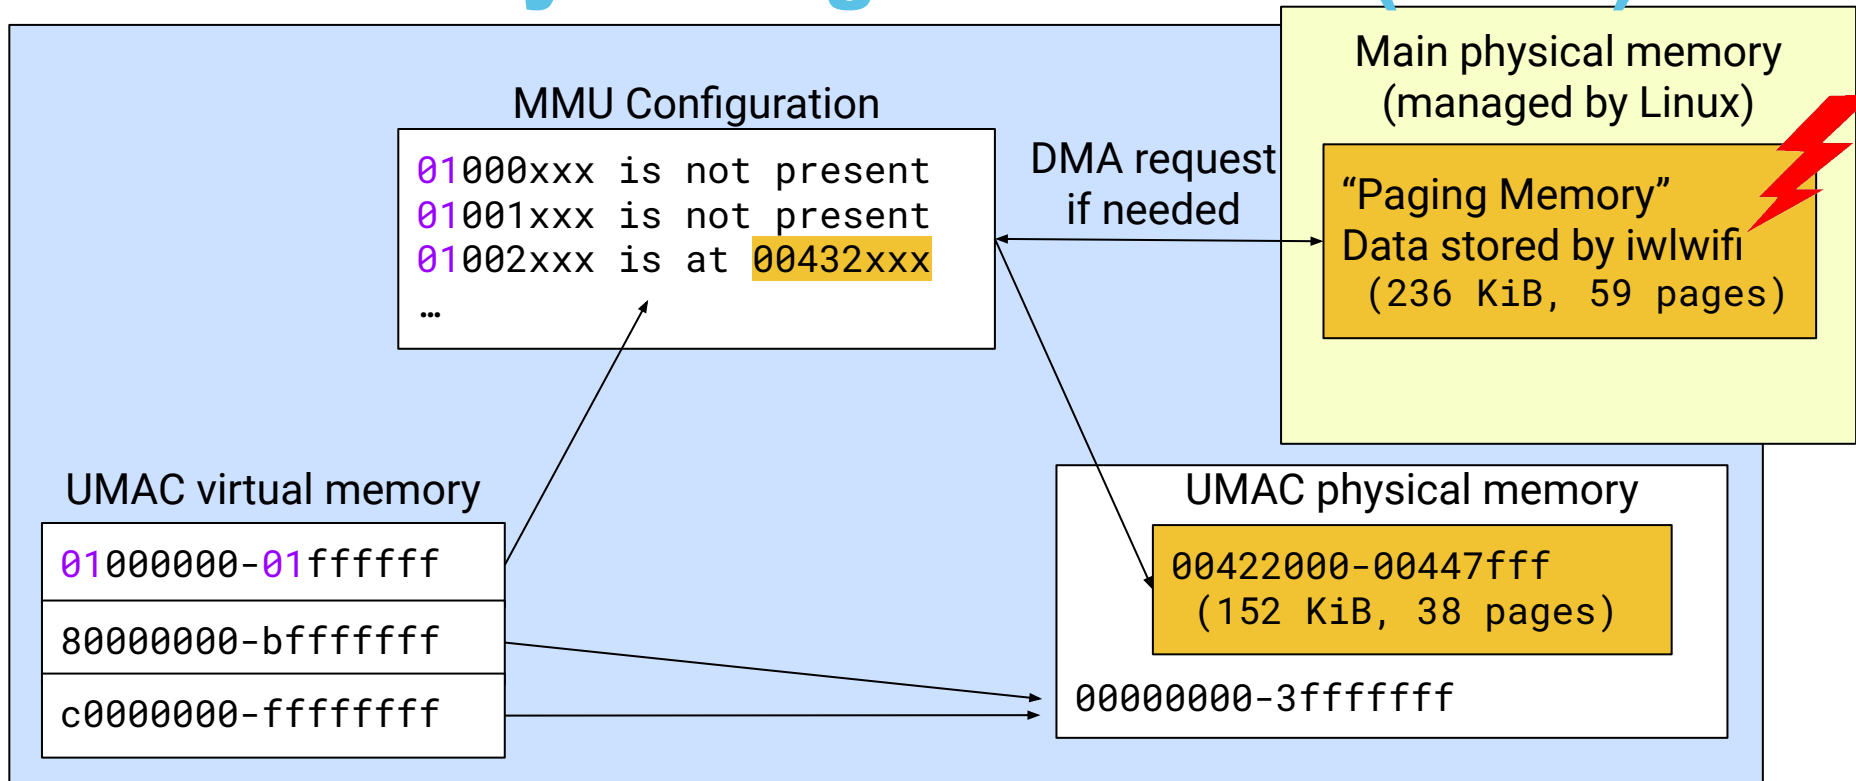 MMU Configuration
01000xxx is not present
01001xxx is not present
01002xxx is at 00432xxx
…
DMA request
if needed
Main physical memory
(managed by Linux)
“Paging Memory”
Data stored by iwlwifi
(236 KiB, 59 pages)
UMAC virtual memory
01000000-01ffffff
80000000-bfffffff
c0000000-ffffffff
UMAC physical memory
00422000-00447fff
(152 KiB, 38 pages)
00000000-3fffffff